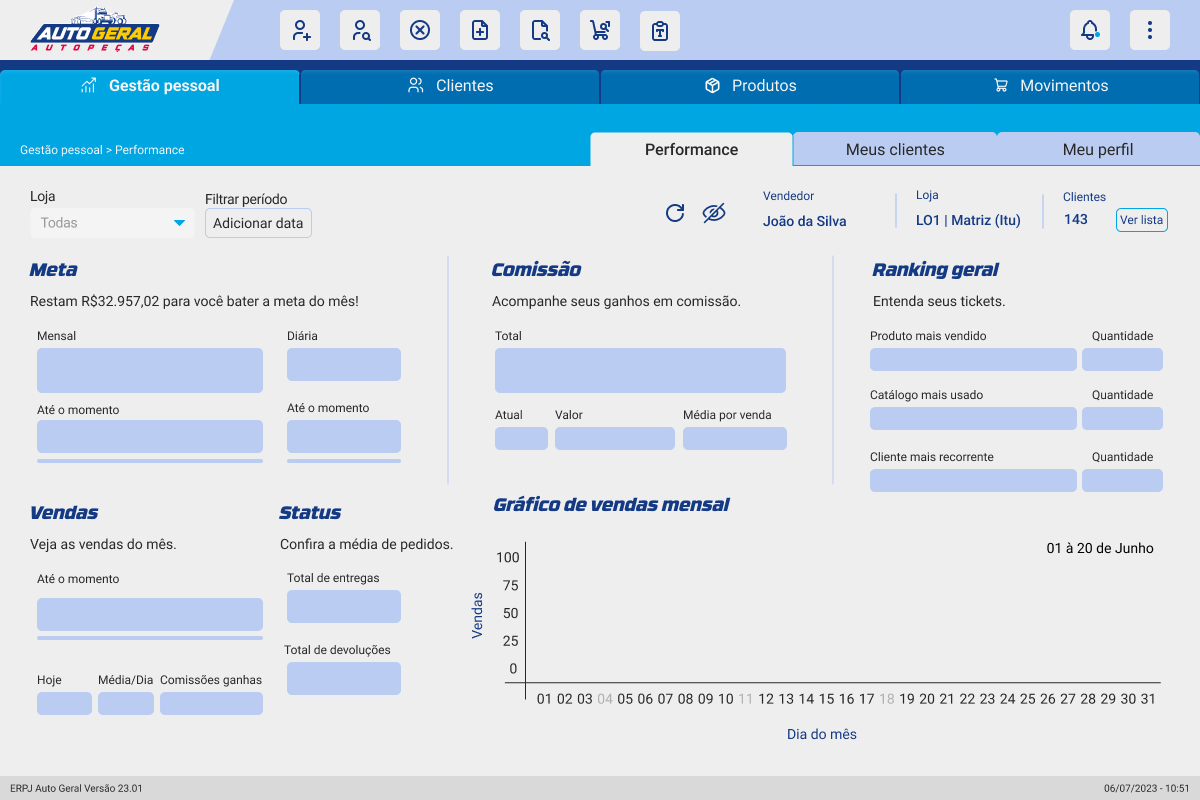 AUTO GERAL
AUTOPEÇAS
Gestão pessoal
Clientes
Produtos
Movimentos
Gestão pessoal > Performance
Performance
Meus clientes
Meu perfil
Loja
Todas
Filtrar período
Adicionar data
Vendedor
João da Silva
Loja
LO1 | Matriz (Itu)
Clientes
143
Ver lista
Meta
Restam R$32.957,02 para você bater a meta do mês!
Mensal
Diária
Até o momento
Até o momento
Comissão
Acompanhe seus ganhos em comissão.
Total
Atual
Valor
Média por venda
Ranking geral
Entenda seus tickets.
Produto mais vendido
Quantidade
Catálogo mais usado
Quantidade
Cliente mais recorrente
Quantidade
Vendas
Veja as vendas do mês.
Até o momento
Hoje
Média/Dia
Comissões ganhas
Status
Confira a média de pedidos.
Total de entregas
Total de devoluções
Gráfico de vendas mensal
01 à 20 de Junho
Vendas
100
75
50
25
0
01 02 03 04 05 06 07 08 09 10 11 12 13 14 15 16 17 18 19 20 21 22 23 24 25 26 27 28 29 30 31
Dia do mês
ERPJ Auto Geral Versão 23.01
06/07/2023 - 10:51